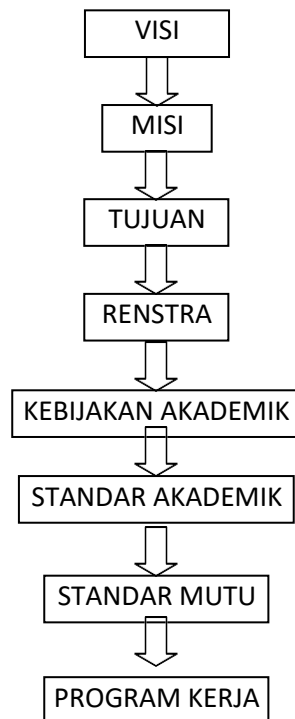 VISI
MISI
TUJUAN
RENSTRA
KEBIJAKAN AKADEMIK
STANDAR AKADEMIK
STANDAR MUTU
PROGRAM KERJA